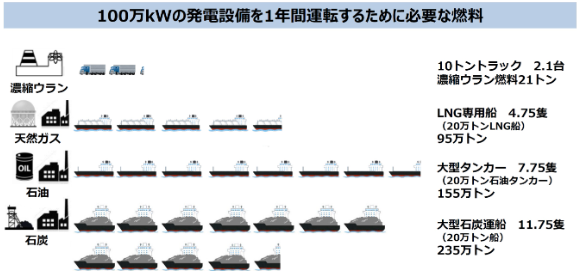 100万kWの発電設備を1年間運転するために必要な燃料
濃縮ウラン
10トントラック　2.1台
濃縮ウラン燃料21トン
天然ガス
LNG専用船　4.75隻
（20万トンLNG船）
95万トン
OIL
石油
大型タンカー　7.75隻
（20万トン石油タンカー）
155万トン
石炭
大型石炭運船　11.75隻
（20万トン船）
235万トン